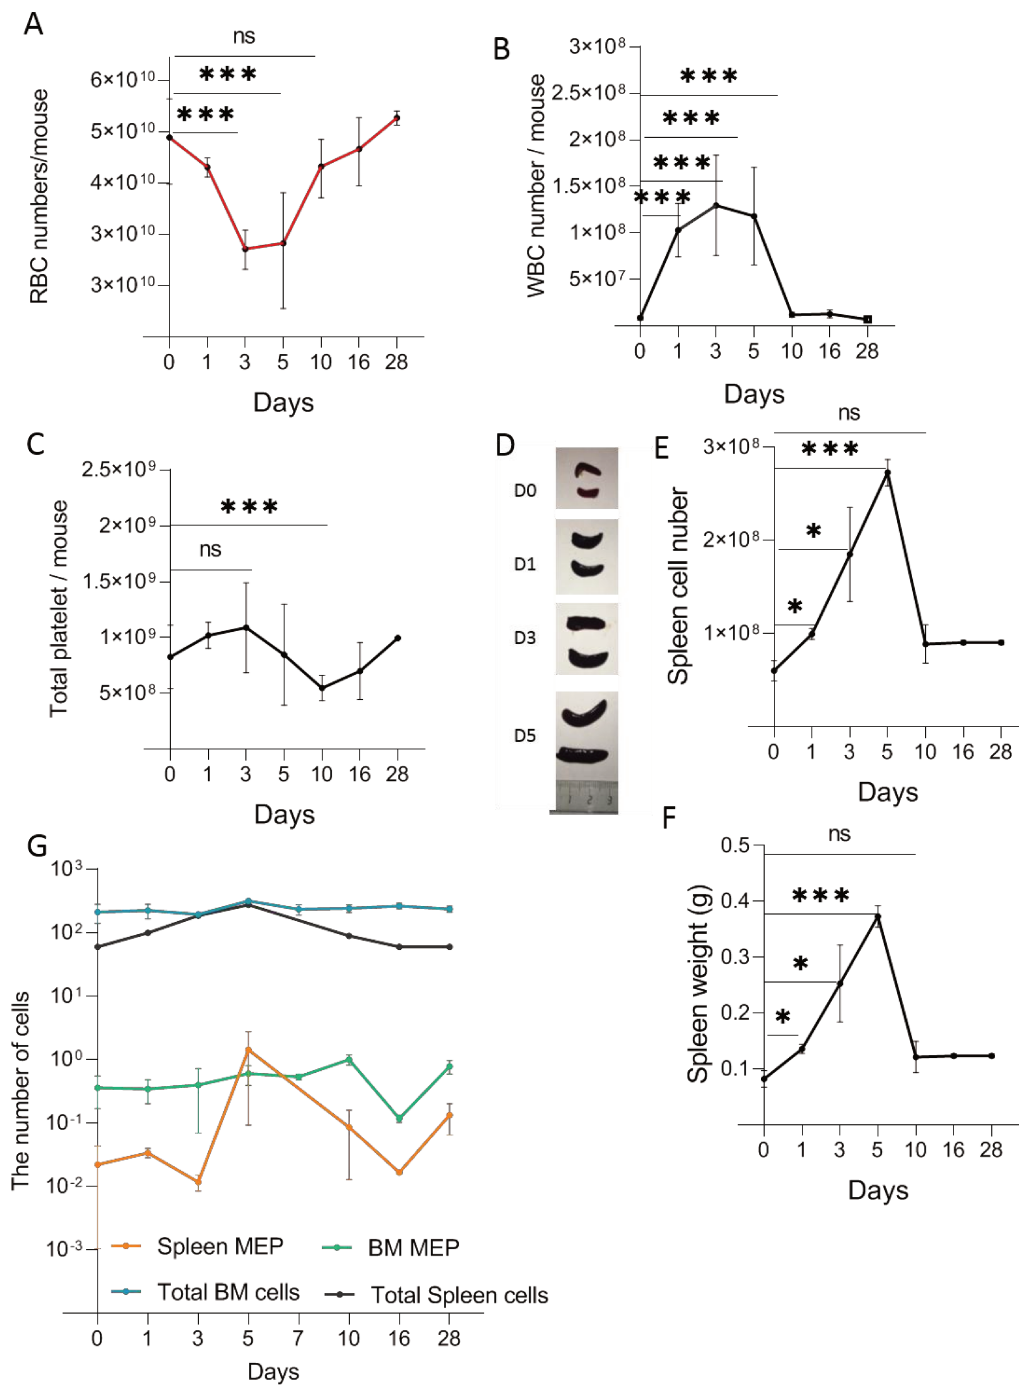 A
RBC numbers/mouse
6×10¹⁰
5×10¹⁰
4×10¹⁰
3×10¹⁰
3×10¹⁰
ns
***
***
0 1 3 5 10 16 28
Days
B
WBC number / mouse
3×10⁸
2.5×10⁸
2×10⁸
1.5×10⁸
1×10⁸
5×10⁷
***
***
***
***
0 1 3 5 10 16 28
Days
C
Total platelet / mouse
2.5×10⁹
2×10⁹
1.5×10⁹
1×10⁹
5×10⁸
***
ns
0 1 3 5 10 16 28
Days
D
D0
D1
D3
D5
1 2 3
E
Spleen cell nuber
3×10⁸
2×10⁸
1×10⁸
ns
***
*
*
0 1 3 5 10 16 28
Days
F
Spleen weight (g)
0.5
0.4
0.3
0.2
0.1
ns
***
*
*
0 1 3 5 10 16 28
Days
G
The number of cells
10³
10²
10¹
10⁰
10⁻¹
10⁻²
10⁻³
Spleen MEP
BM MEP
Total BM cells
Total Spleen cells
0 1 3 5 7 10 16 28
Days